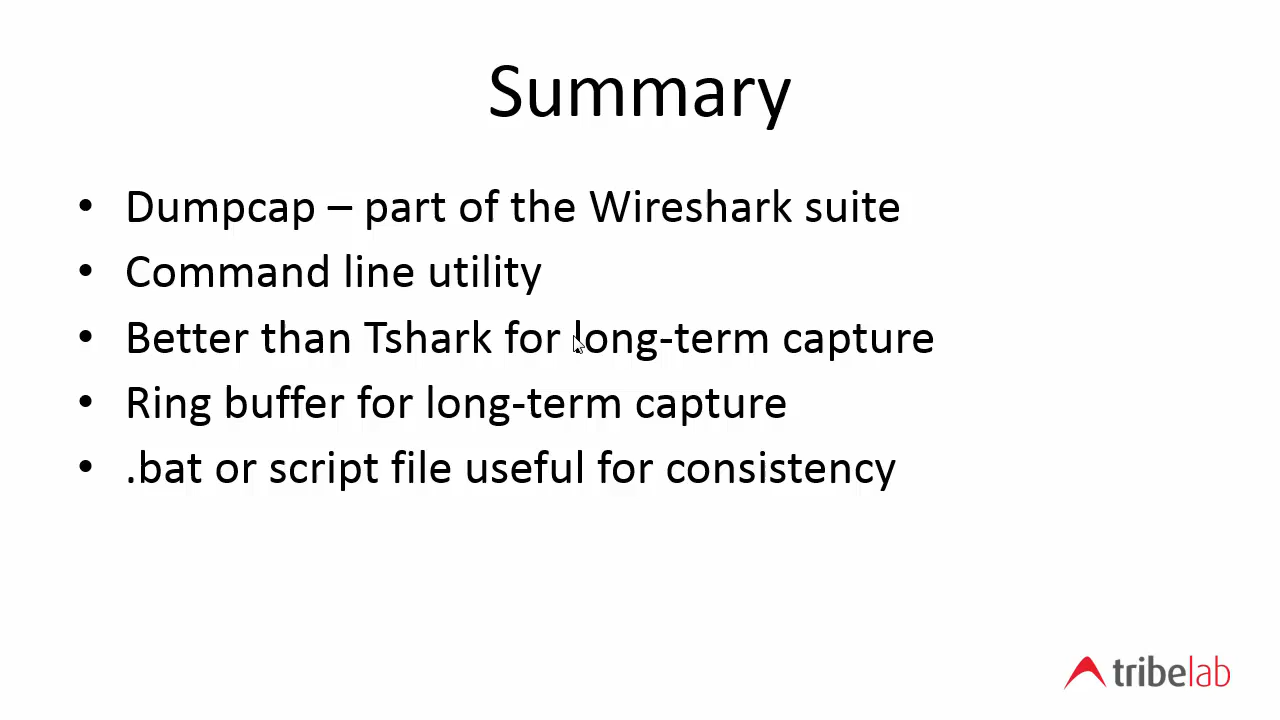 Summary
• Dumpcap – part of the Wireshark suite
• Command line utility
• Better than Tshark for long-term capture
• Ring buffer for long-term capture
• .bat or script file useful for consistency
tribelab